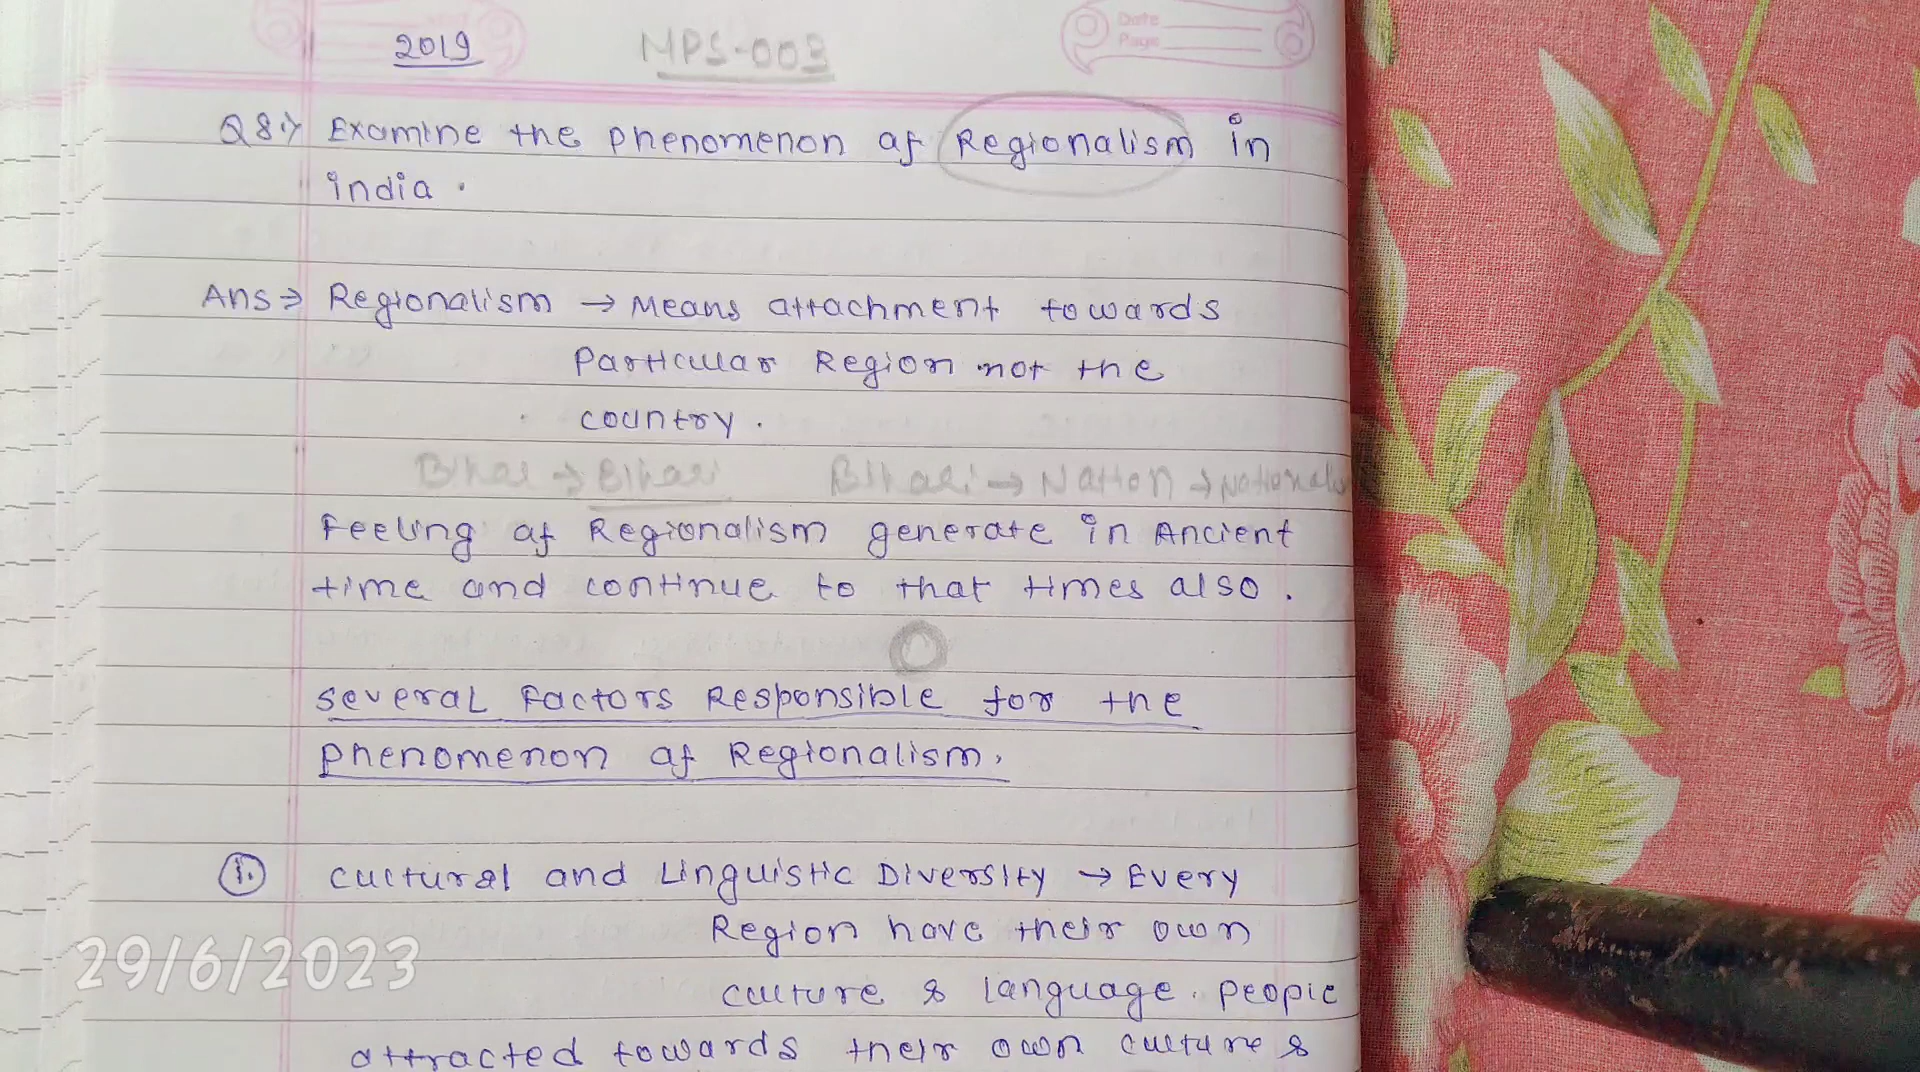 2019 MPS-003
Date
Page
Q8.) Examine the phenomenon of Regionalism in
india.
Ans ⇒ Regionalism → Means attachment towards
Particular Region not the
country.
Bihar → Bihari Bihari → Nation →
Feeling of Regionalism generate in Ancient
time and continue to that times also.
Several Factors Responsible for the
phenomenon of Regionalism.
1. Cultural and Linguistic Diversity → Every
Region have their own
culture & language. People
attracted towards their own culture &
29/6/2023